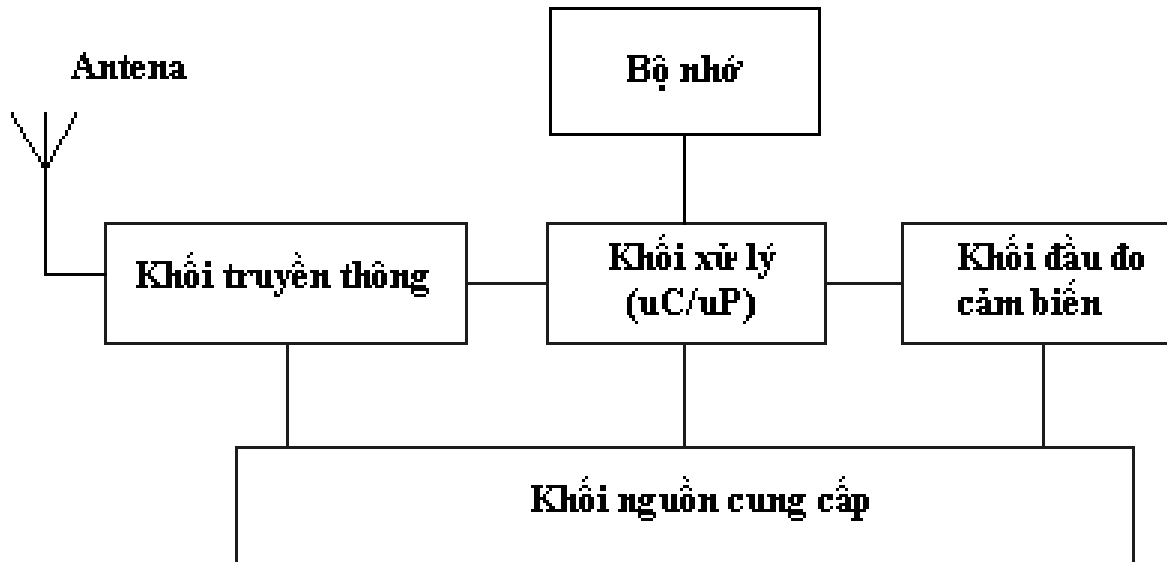 Antena
Bộ nhớ
Khối truyền thông
Khối xử lý
(uC/uP)
Khối đầu đo
cảm biến
Khối nguồn cung cấp